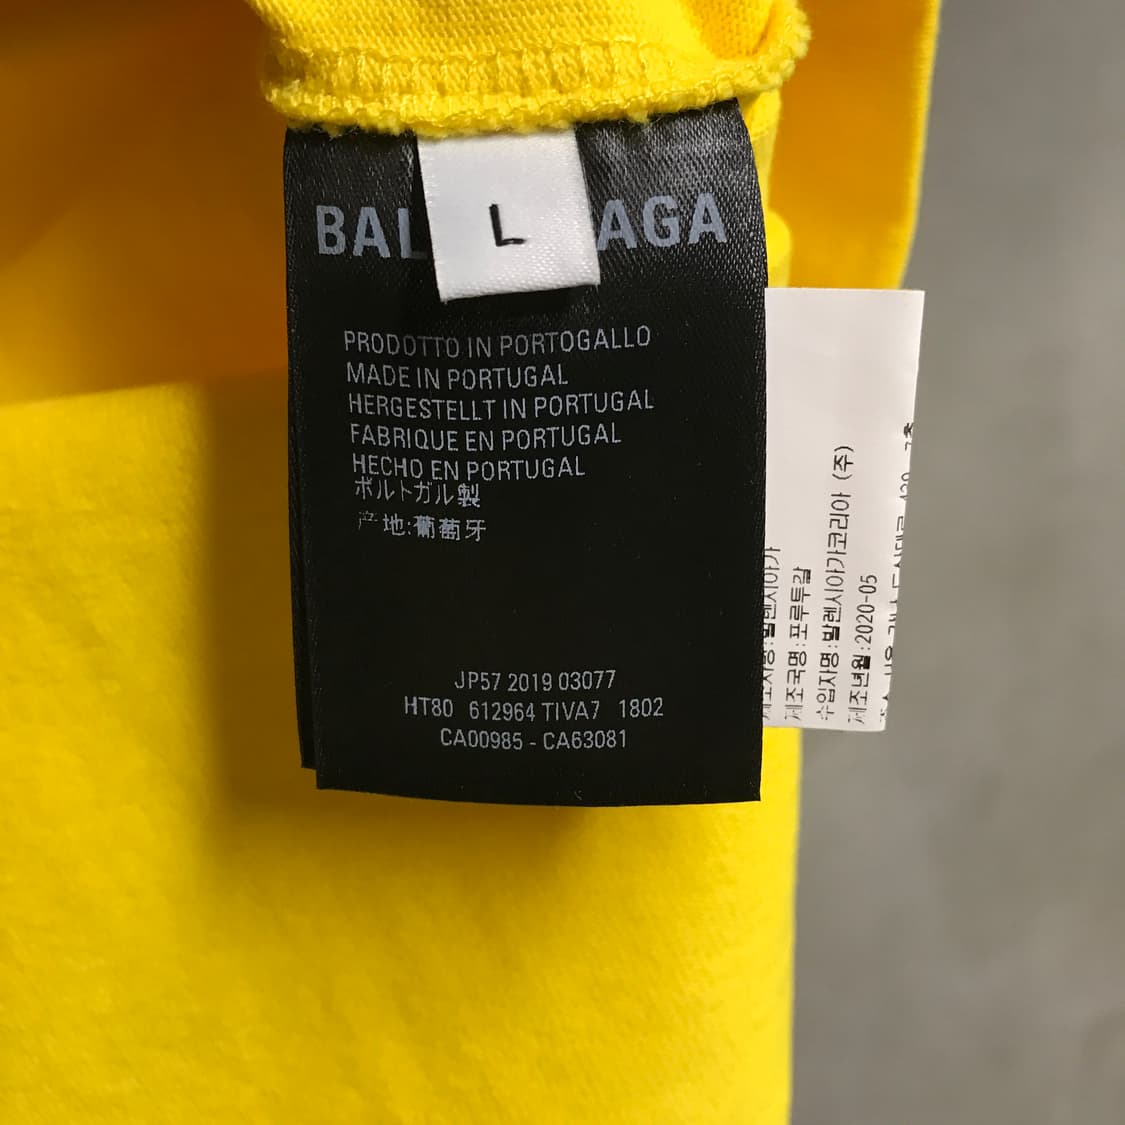 BAL
L
AGA
PRODOTTO IN PORTOGALLO
MADE IN PORTUGAL
HERGESTELLT IN PORTUGAL
FABRIQUE EN PORTUGAL
HECHO EN PORTUGAL
ポルトガル製
产地:葡萄牙
JP57 2019 03077
HT80 612964 TIVA7 1802
CA00985 - CA63081
제조국명:포루투갈
수입자명:발렌시아가코리아 (주)
제조년월:2020-05